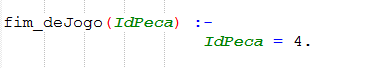 fim_deJogo(IdPeca) :-
IdPeca = 4.